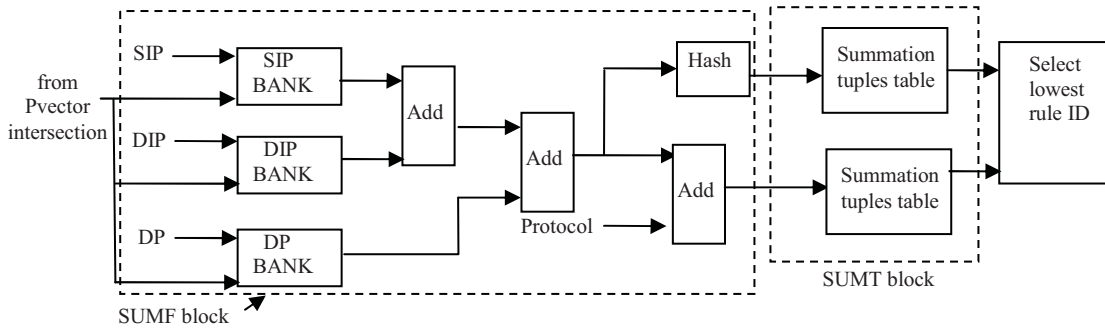 from
Pvector
intersection
SIP
SIP
BANK
DIP
DIP
BANK
DP
DP
BANK
Add
Add
Protocol
Hash
Add
Summation
tuples table
Summation
tuples table
Select
lowest
rule ID
SUMF block
SUMT block